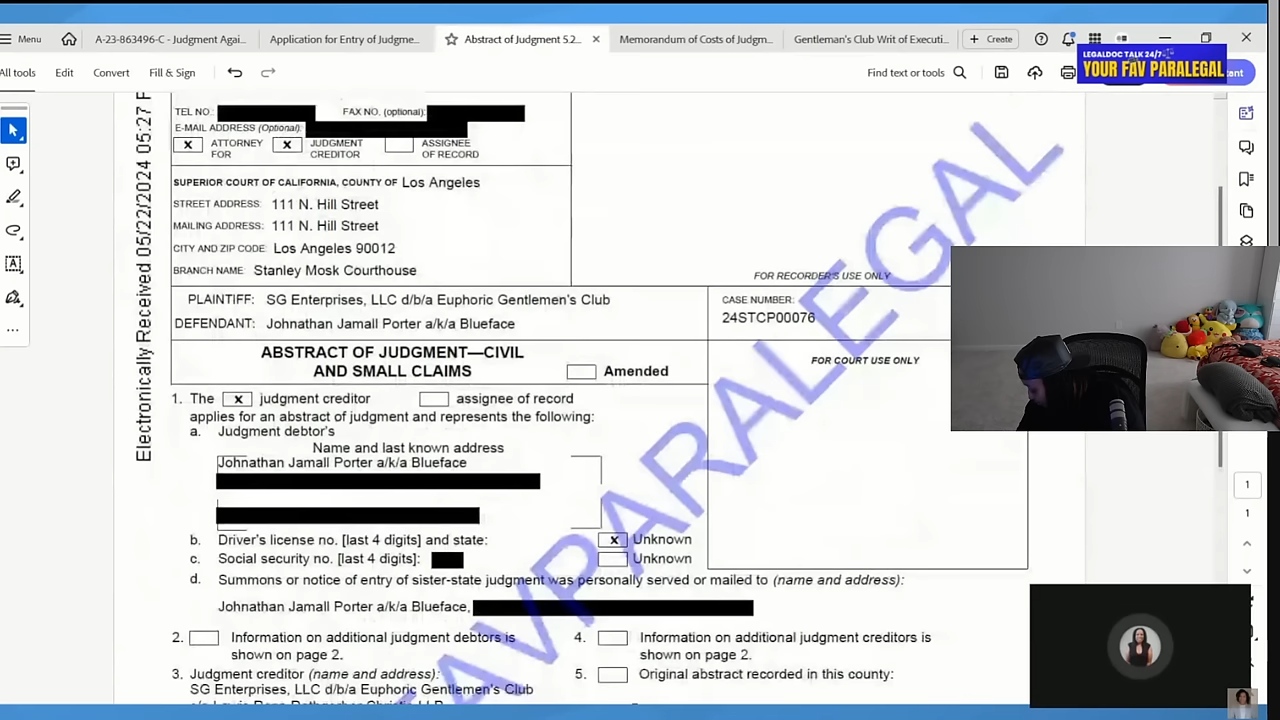 Menu
A-23-863496-C - Judgment Agai...
Application for Entry of Judgme...
Abstract of Judgment 5.2...
Memorandum of Costs of Judgm...
Gentleman's Club Writ of Executi...
Create
All tools
Edit
Convert
Fill & Sign
Find text or tools
LEGALDOC TALK 24/7
YOUR FAV PARALEGAL
Electronically Received 05/22/2024 05:27 P
TEL NO.: FAX NO. (optional):
E-MAIL ADDRESS (Optional):
X ATTORNEY FOR X JUDGMENT CREDITOR ASSIGNEE OF RECORD
SUPERIOR COURT OF CALIFORNIA, COUNTY OF Los Angeles
STREET ADDRESS: 111 N. Hill Street
MAILING ADDRESS: 111 N. Hill Street
CITY AND ZIP CODE: Los Angeles 90012
BRANCH NAME: Stanley Mosk Courthouse
FOR RECORDER'S USE ONLY
PLAINTIFF: SG Enterprises, LLC d/b/a Euphoric Gentlemen's Club
DEFENDANT: Johnathan Jamall Porter a/k/a Blueface
CASE NUMBER:
24STCP00076
ABSTRACT OF JUDGMENT—CIVIL
AND SMALL CLAIMS
Amended
FOR COURT USE ONLY
1. The X judgment creditor assignee of record
applies for an abstract of judgment and represents the following:
a. Judgment debtor's
Name and last known address
Johnathan Jamall Porter a/k/a Blueface
b. Driver's license no. [last 4 digits] and state: X Unknown
c. Social security no. [last 4 digits]: Unknown
d. Summons or notice of entry of sister-state judgment was personally served or mailed to (name and address):
Johnathan Jamall Porter a/k/a Blueface,
2. Information on additional judgment debtors is
shown on page 2.
3. Judgment creditor (name and address):
SG Enterprises, LLC d/b/a Euphoric Gentlemen's Club
4. Information on additional judgment creditors is
shown on page 2.
5. Original abstract recorded in this county:
FAVPARALEGAL
1
1